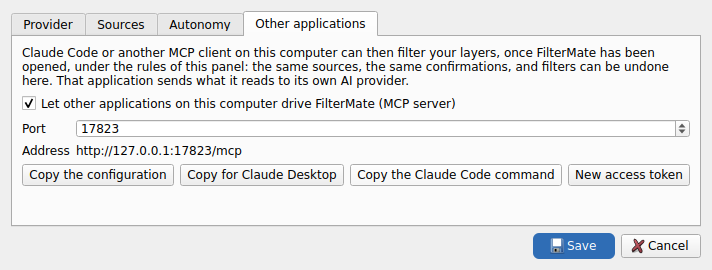 Provider
Sources
Autonomy
Other applications
Claude Code or another MCP client on this computer can then filter your layers, once FilterMate has been
opened, under the rules of this panel: the same sources, the same confirmations, and filters can be undone
here. That application sends what it reads to its own AI provider.
Let other applications on this computer drive FilterMate (MCP server)
Port 17823
Address http://127.0.0.1:17823/mcp
Copy the configuration
Copy for Claude Desktop
Copy the Claude Code command
New access token
Save
Cancel